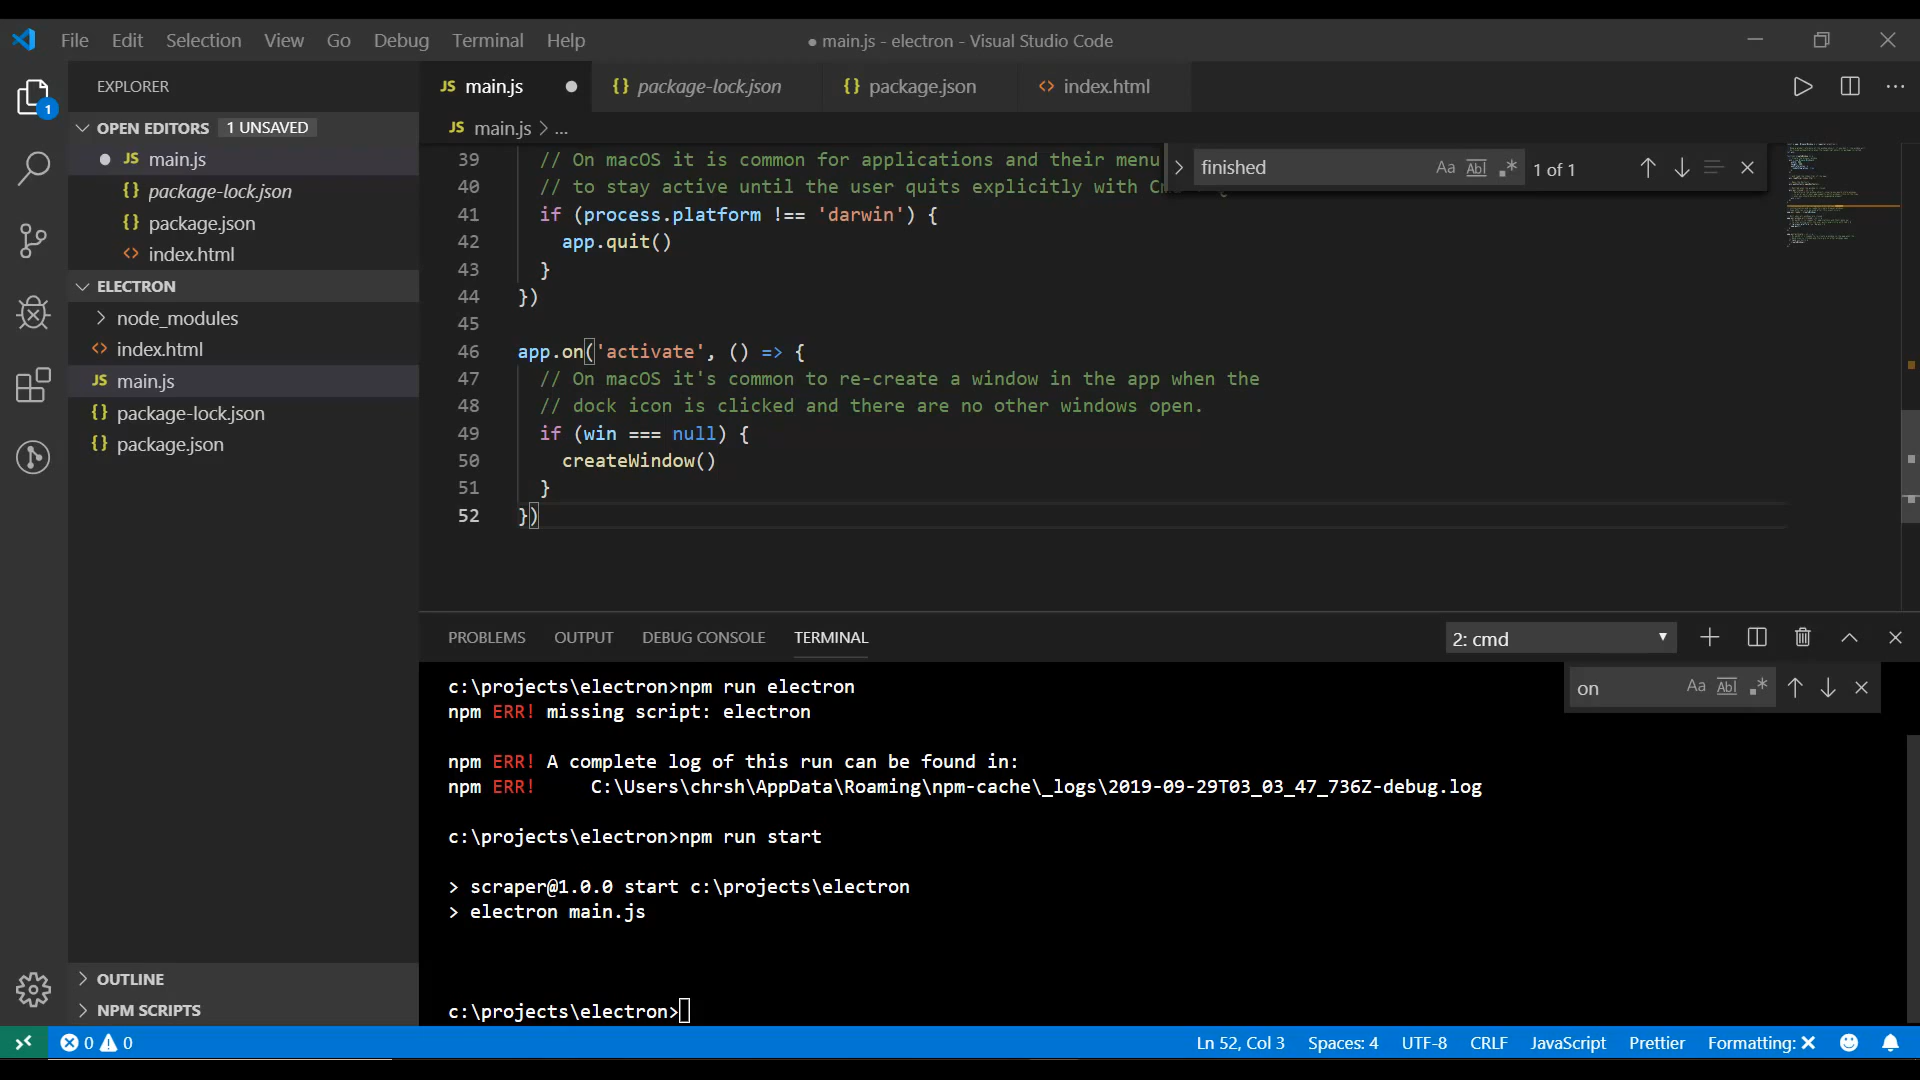 File Edit Selection View Go Debug Terminal Help
● main.js - electron - Visual Studio Code
1
EXPLORER
OPEN EDITORS 1 UNSAVED
JS main.js
{} package-lock.json
{} package.json
<> index.html
ELECTRON
node_modules
<> index.html
JS main.js
{} package-lock.json
{} package.json
OUTLINE
NPM SCRIPTS
JS main.js ● {} package-lock.json {} package.json <> index.html
JS main.js > ...
finished Aa Abl .* 1 of 1
39 // On macOS it is common for applications and their menu
40 // to stay active until the user quits explicitly with
41 if (process.platform !== 'darwin') {
42 app.quit()
43 }
44 })
45
46 app.on('activate', () => {
47 // On macOS it's common to re-create a window in the app when the
48 // dock icon is clicked and there are no other windows open.
49 if (win === null) {
50 createWindow()
51 }
52 })
PROBLEMS OUTPUT DEBUG CONSOLE TERMINAL 2: cmd
on Aa Abl .*
c:\projects\electron>npm run electron
npm ERR! missing script: electron
npm ERR! A complete log of this run can be found in:
npm ERR!     C:\Users\chrsh\AppData\Roaming\npm-cache\_logs\2019-09-29T03_03_47_736Z-debug.log
c:\projects\electron>npm run start
> scraper@1.0.0 start c:\projects\electron
> electron main.js
c:\projects\electron>
0 0 Ln 52, Col 3 Spaces: 4 UTF-8 CRLF JavaScript Prettier Formatting: ✕